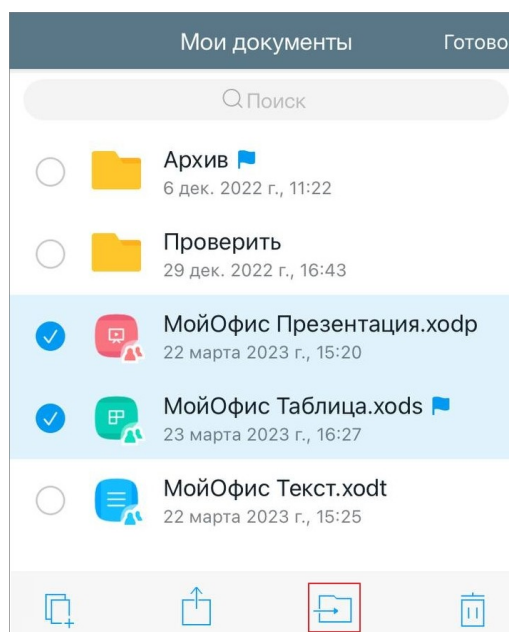 Мои документы Готово
Поиск
Архив
6 дек. 2022 г., 11:22
Проверить
29 дек. 2022 г., 16:43
МойОфис Презентация.xodp
22 марта 2023 г., 15:20
МойОфис Таблица.xods
23 марта 2023 г., 16:27
МойОфис Текст.xodt
22 марта 2023 г., 15:25